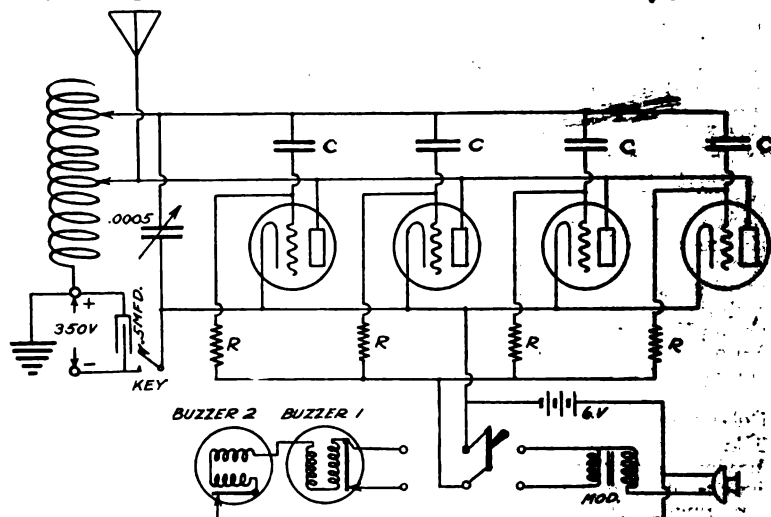 C C C C
.0005
+
350V
-
.5MFD.
KEY
R R R R
6V
BUZZER 2 BUZZER 1
MOD.